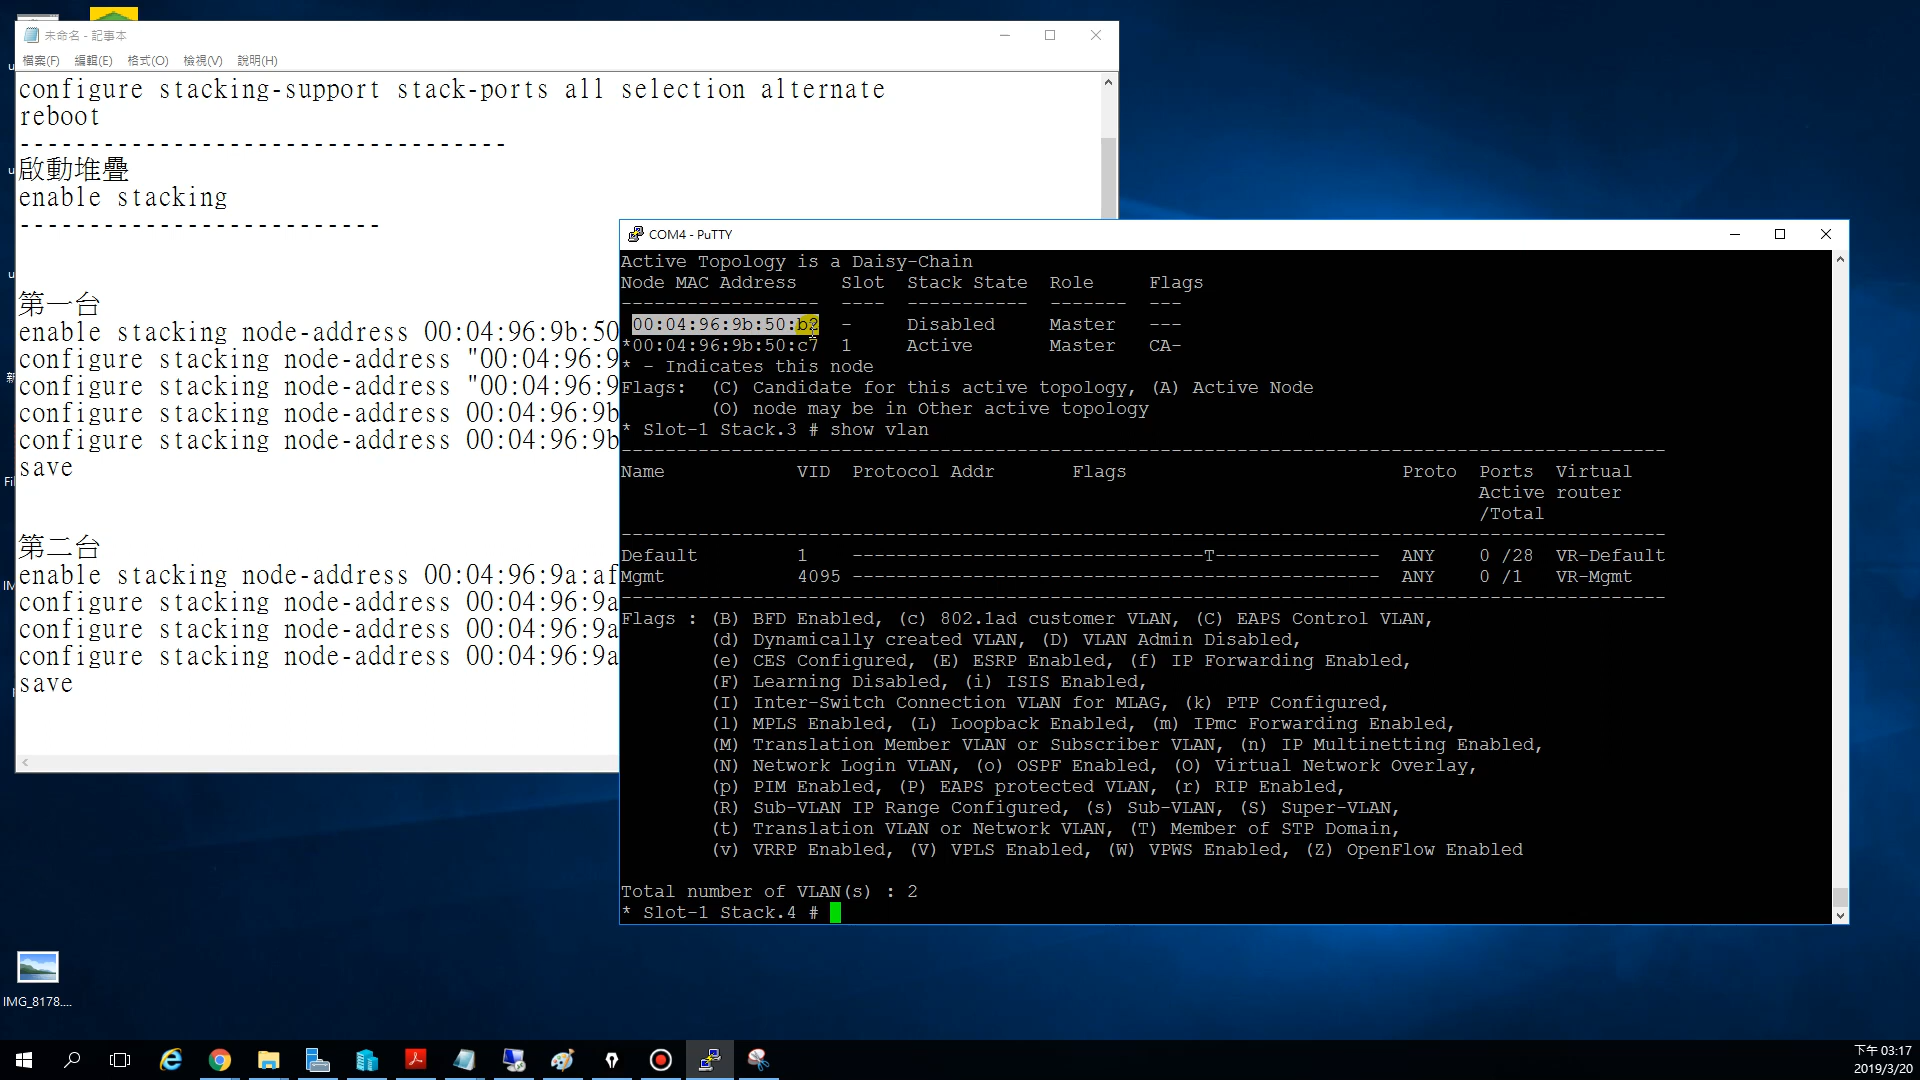 未命名 - 記事本
檔案(F) 編輯(E) 格式(O) 檢視(V) 說明(H)
configure stacking-support stack-ports all selection alternate
reboot
-----------------------------------
啟動堆疊
enable stacking
--------------------------
第一台
enable stacking node-address 00:04:96:9b:50
configure stacking node-address "00:04:96:9
configure stacking node-address "00:04:96:9
configure stacking node-address 00:04:96:9b
configure stacking node-address 00:04:96:9b
save
第二台
enable stacking node-address 00:04:96:9a:af
configure stacking node-address 00:04:96:9a
configure stacking node-address 00:04:96:9a
configure stacking node-address 00:04:96:9a
save
COM4 - PuTTY
Active Topology is a Daisy-Chain
Node MAC Address    Slot  Stack State  Role     Flags
------------------  ----  -----------  -------  ---
 00:04:96:9b:50:b2  -     Disabled     Master   ---
*00:04:96:9b:50:c7  1     Active       Master   CA-
* - Indicates this node
Flags:  (C) Candidate for this active topology, (A) Active Node
        (O) node may be in Other active topology
* Slot-1 Stack.3 # show vlan
-----------------------------------------------------------------------------------------------
Name            VID  Protocol Addr       Flags                         Proto  Ports  Virtual
                                                                              Active router
                                                                              /Total
-----------------------------------------------------------------------------------------------
Default         1    --------------------------------T---------------  ANY    0 /28  VR-Default
Mgmt            4095 ------------------------------------------------  ANY    0 /1   VR-Mgmt
-----------------------------------------------------------------------------------------------
Flags : (B) BFD Enabled, (c) 802.1ad customer VLAN, (C) EAPS Control VLAN,
        (d) Dynamically created VLAN, (D) VLAN Admin Disabled,
        (e) CES Configured, (E) ESRP Enabled, (f) IP Forwarding Enabled,
        (F) Learning Disabled, (i) ISIS Enabled,
        (I) Inter-Switch Connection VLAN for MLAG, (k) PTP Configured,
        (l) MPLS Enabled, (L) Loopback Enabled, (m) IPmc Forwarding Enabled,
        (M) Translation Member VLAN or Subscriber VLAN, (n) IP Multinetting Enabled,
        (N) Network Login VLAN, (o) OSPF Enabled, (O) Virtual Network Overlay,
        (p) PIM Enabled, (P) EAPS protected VLAN, (r) RIP Enabled,
        (R) Sub-VLAN IP Range Configured, (s) Sub-VLAN, (S) Super-VLAN,
        (t) Translation VLAN or Network VLAN, (T) Member of STP Domain,
        (v) VRRP Enabled, (V) VPLS Enabled, (W) VPWS Enabled, (Z) OpenFlow Enabled
Total number of VLAN(s) : 2
* Slot-1 Stack.4 #
IMG_8178....
下午 03:17
2019/3/20